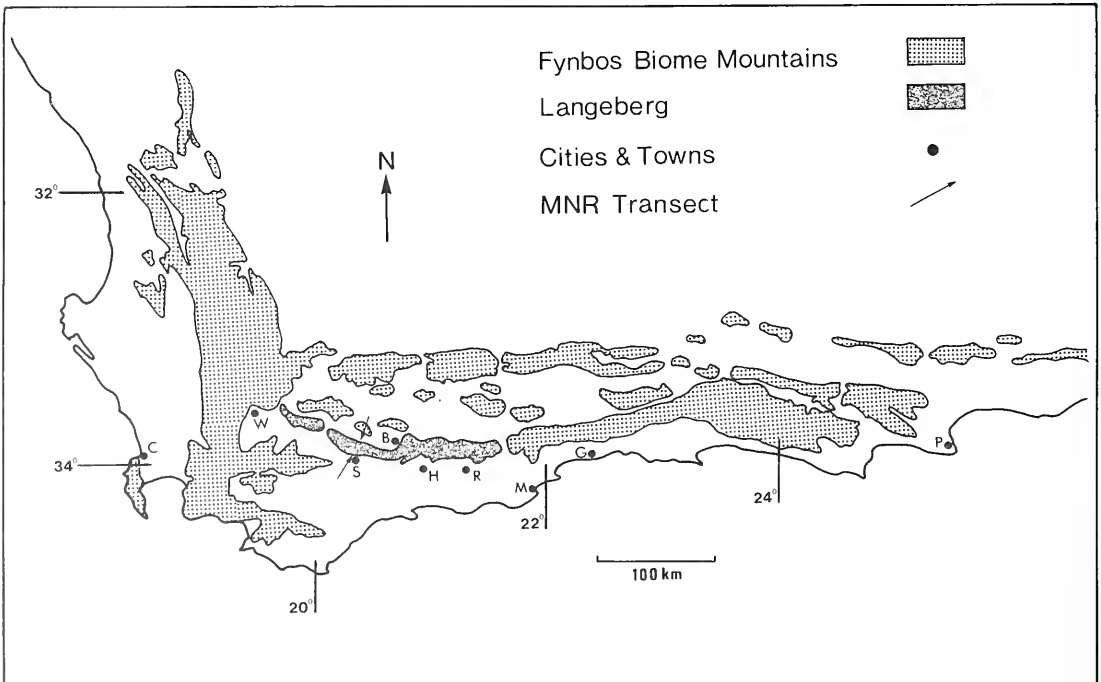 Fynbos Biome Mountains
Langeberg
Cities & Towns
MNR Transect
N
32°
W
B
C
34°
S
H
R
G
P
M
22°
24°
100 km
20°